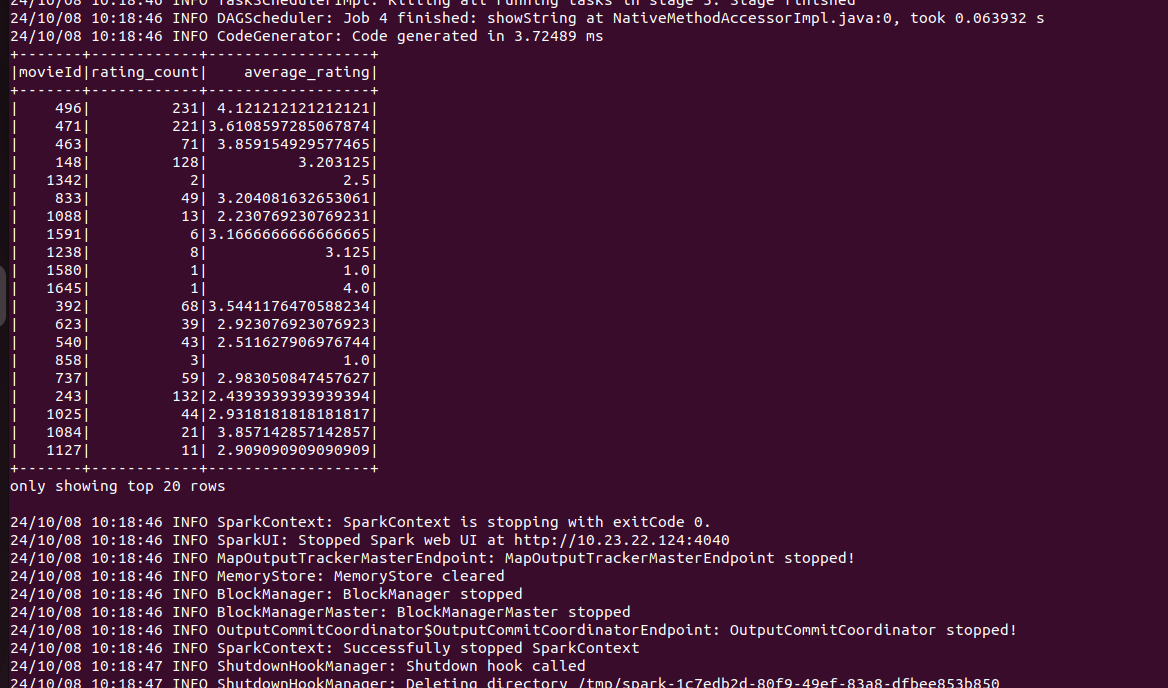 24/10/08 10:18:46 INFO TaskSchedulerImpl: Killing all running tasks in stage 5: Stage finished
24/10/08 10:18:46 INFO DAGScheduler: Job 4 finished: showString at NativeMethodAccessorImpl.java:0, took 0.063932 s
24/10/08 10:18:46 INFO CodeGenerator: Code generated in 3.72489 ms
+-------+------------+------------------+
|movieId|rating_count|    average_rating|
+-------+------------+------------------+
|    496|         231| 4.121212121212121|
|    471|         221|3.6108597285067874|
|    463|          71| 3.859154929577465|
|    148|         128|          3.203125|
|   1342|           2|               2.5|
|    833|          49| 3.204081632653061|
|   1088|          13| 2.230769230769231|
|   1591|           6|3.1666666666666665|
|   1238|           8|             3.125|
|   1580|           1|               1.0|
|   1645|           1|               4.0|
|    392|          68|3.5441176470588234|
|    623|          39| 2.923076923076923|
|    540|          43| 2.511627906976744|
|    858|           3|               1.0|
|    737|          59| 2.983050847457627|
|    243|         132|2.4393939393939394|
|   1025|          44|2.9318181818181817|
|   1084|          21| 3.857142857142857|
|   1127|          11| 2.909090909090909|
+-------+------------+------------------+
only showing top 20 rows
24/10/08 10:18:46 INFO SparkContext: SparkContext is stopping with exitCode 0.
24/10/08 10:18:46 INFO SparkUI: Stopped Spark web UI at http://10.23.22.124:4040
24/10/08 10:18:46 INFO MapOutputTrackerMasterEndpoint: MapOutputTrackerMasterEndpoint stopped!
24/10/08 10:18:46 INFO MemoryStore: MemoryStore cleared
24/10/08 10:18:46 INFO BlockManager: BlockManager stopped
24/10/08 10:18:46 INFO BlockManagerMaster: BlockManagerMaster stopped
24/10/08 10:18:46 INFO OutputCommitCoordinator$OutputCommitCoordinatorEndpoint: OutputCommitCoordinator stopped!
24/10/08 10:18:46 INFO SparkContext: Successfully stopped SparkContext
24/10/08 10:18:47 INFO ShutdownHookManager: Shutdown hook called
24/10/08 10:18:47 INFO ShutdownHookManager: Deleting directory /tmp/spark-1c7edb2d-80f9-49ef-83a8-dfbee853b850